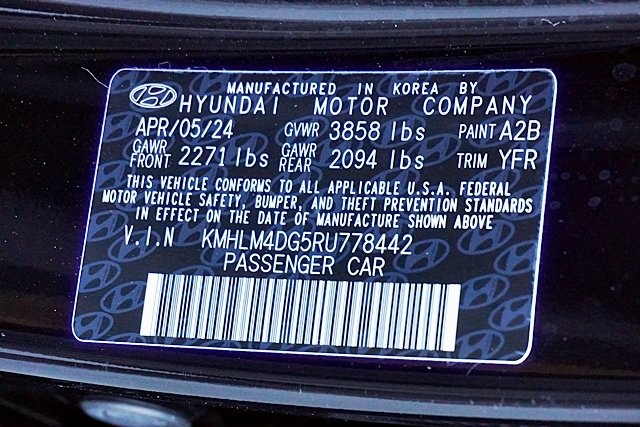 MANUFACTURED IN KOREA BY
HYUNDAI MOTOR COMPANY
APR/05/24 GVWR 3858 lbs PAINT A2B
GAWR FRONT 2271 lbs GAWR REAR 2094 lbs TRIM YFR
THIS VEHICLE CONFORMS TO ALL APPLICABLE U.S.A. FEDERAL
MOTOR VEHICLE SAFETY, BUMPER, AND THEFT PREVENTION STANDARDS
IN EFFECT ON THE DATE OF MANUFACTURE SHOWN ABOVE
V.I.N KMHLM4DG5RU778442
PASSENGER CAR